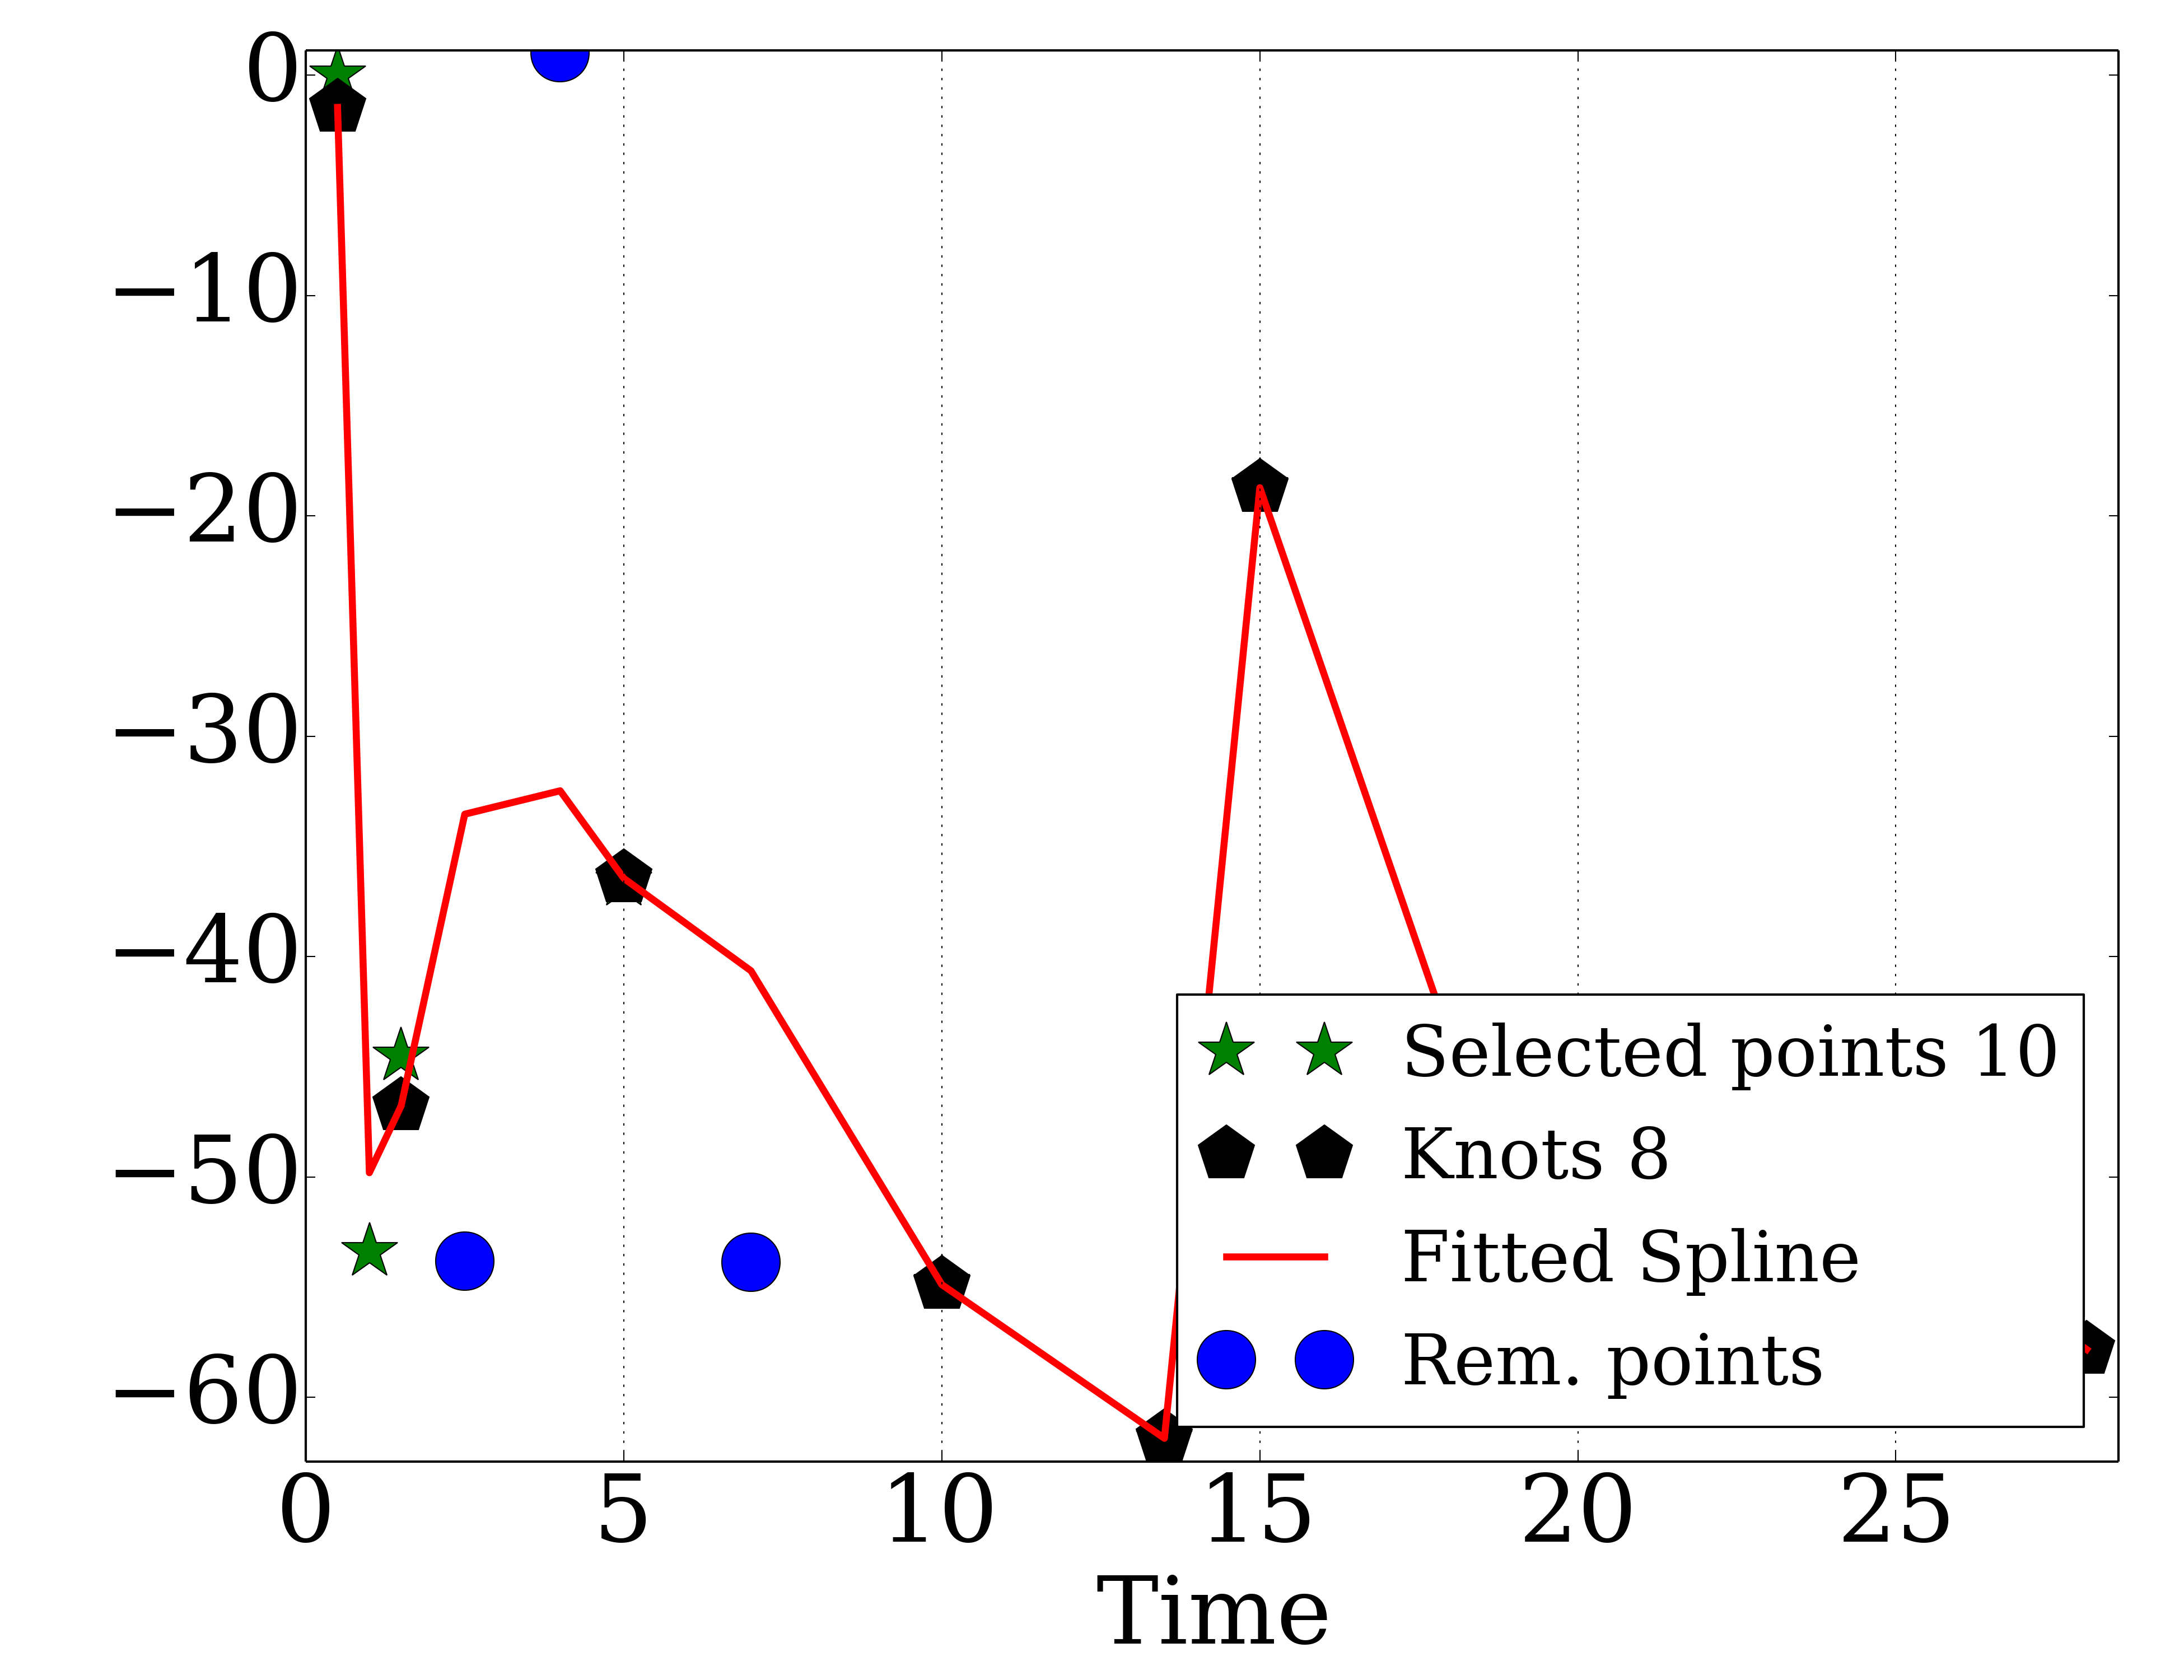 0
−10
−20
−30
−40
−50
−60
Selected points 10
Knots 8
Fitted Spline
Rem. points
0 5 10 15 20 25
Time